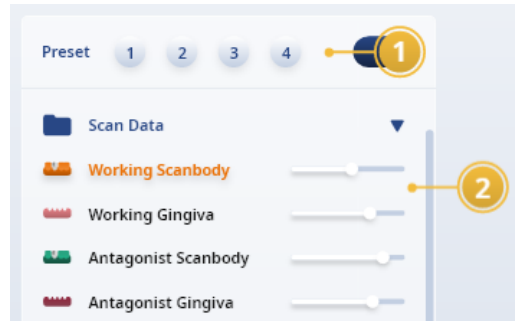 Preset 1 2 3 4 1
Scan Data
Working Scanbody
2
Working Gingiva
Antagonist Scanbody
Antagonist Gingiva